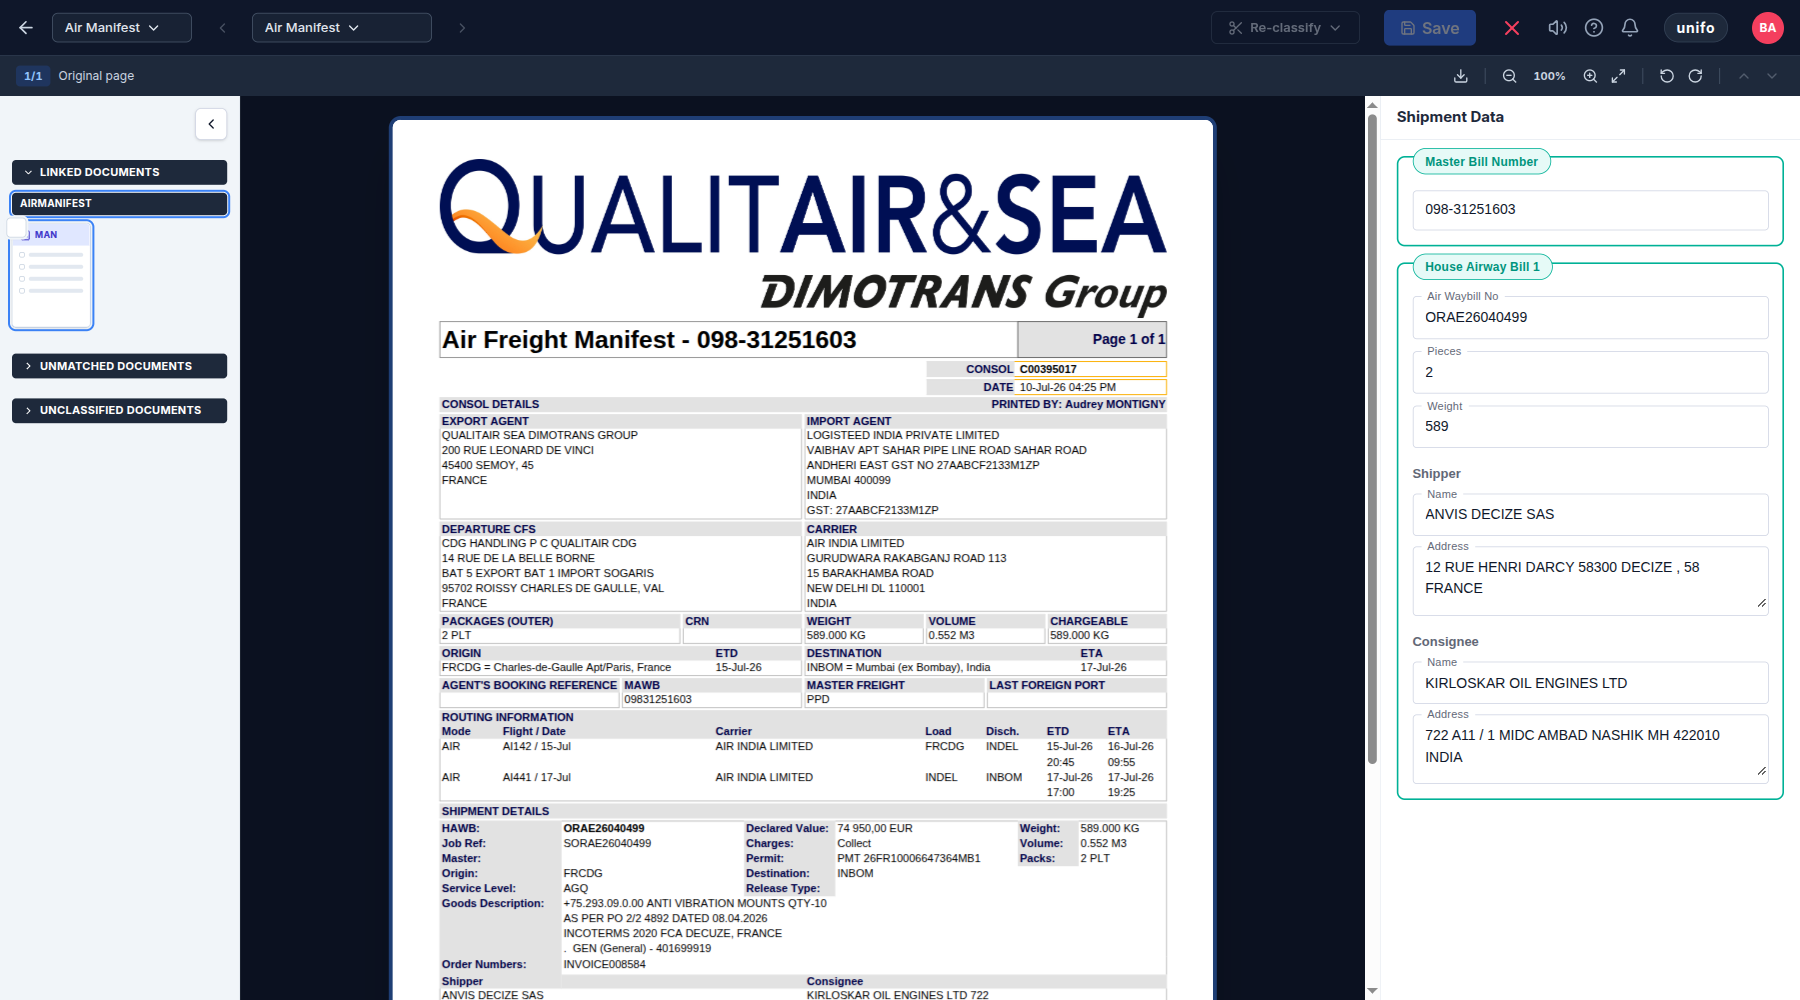 Air Manifest
Air Manifest
Re-classify
Save
unifo
BA
1/1 Original page
100%
LINKED DOCUMENTS
AIRMANIFEST
MAN
UNMATCHED DOCUMENTS
UNCLASSIFIED DOCUMENTS
QUALITAIR&SEA
DIMOTRANS Group
Air Freight Manifest - 098-31251603 Page 1 of 1
CONSOL C00395017
DATE 10-Jul-26 04:25 PM
CONSOL DETAILS PRINTED BY: Audrey MONTIGNY
EXPORT AGENT IMPORT AGENT
QUALITAIR SEA DIMOTRANS GROUP LOGISTEED INDIA PRIVATE LIMITED
200 RUE LEONARD DE VINCI VAIBHAV APT SAHAR PIPE LINE ROAD SAHAR ROAD
45400 SEMOY, 45 ANDHERI EAST GST NO 27AABCF2133M1ZP
FRANCE MUMBAI 400099
INDIA
GST: 27AABCF2133M1ZP
DEPARTURE CFS CARRIER
CDG HANDLING P C QUALITAIR CDG AIR INDIA LIMITED
14 RUE DE LA BELLE BORNE GURUDWARA RAKABGANJ ROAD 113
BAT 5 EXPORT BAT 1 IMPORT SOGARIS 15 BARAKHAMBA ROAD
95702 ROISSY CHARLES DE GAULLE, VAL NEW DELHI DL 110001
FRANCE INDIA
PACKAGES (OUTER) CRN WEIGHT VOLUME CHARGEABLE
2 PLT 589.000 KG 0.552 M3 589.000 KG
ORIGIN ETD DESTINATION ETA
FRCDG = Charles-de-Gaulle Apt/Paris, France 15-Jul-26 INBOM = Mumbai (ex Bombay), India 17-Jul-26
AGENT'S BOOKING REFERENCE MAWB MASTER FREIGHT LAST FOREIGN PORT
09831251603 PPD
ROUTING INFORMATION
Mode Flight / Date Carrier Load Disch. ETD ETA
AIR AI142 / 15-Jul AIR INDIA LIMITED FRCDG INDEL 15-Jul-26 16-Jul-26
20:45 09:55
AIR AI441 / 17-Jul AIR INDIA LIMITED INDEL INBOM 17-Jul-26 17-Jul-26
17:00 19:25
SHIPMENT DETAILS
HAWB: ORAE26040499 Declared Value: 74 950,00 EUR Weight: 589.000 KG
Job Ref: SORAE26040499 Charges: Collect Volume: 0.552 M3
Master: Permit: PMT 26FR10006647364MB1 Packs: 2 PLT
Origin: FRCDG Destination: INBOM
Service Level: AGQ Release Type:
Goods Description: +75.293.09.0.00 ANTI VIBRATION MOUNTS QTY-10
AS PER PO 2/2 4892 DATED 08.04.2026
INCOTERMS 2020 FCA DECUZE, FRANCE
. GEN (General) - 401699919
Order Numbers: INVOICE008584
Shipper Consignee
ANVIS DECIZE SAS KIRLOSKAR OIL ENGINES LTD 722
Shipment Data
Master Bill Number
098-31251603
House Airway Bill 1
Air Waybill No
ORAE26040499
Pieces
2
Weight
589
Shipper
Name
ANVIS DECIZE SAS
Address
12 RUE HENRI DARCY 58300 DECIZE , 58
FRANCE
Consignee
Name
KIRLOSKAR OIL ENGINES LTD
Address
722 A11 / 1 MIDC AMBAD NASHIK MH 422010
INDIA